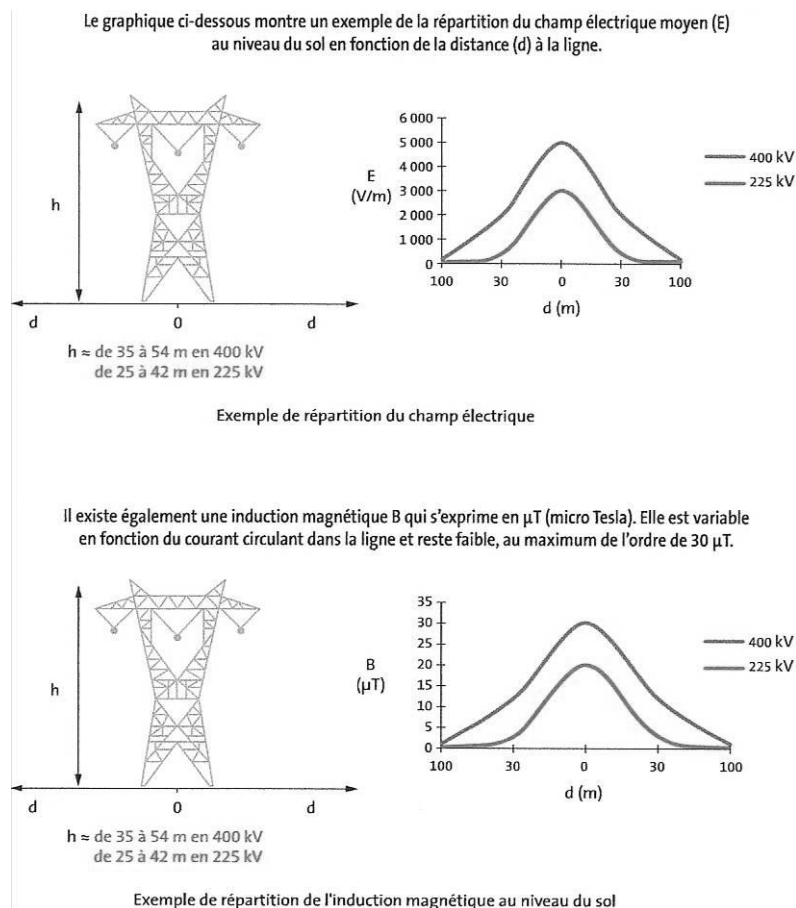 Le graphique ci-dessous montre un exemple de la répartition du champ électrique moyen (E)
au niveau du sol en fonction de la distance (d) à la ligne.
h
d
0
d
h ≈ de 35 à 54 m en 400 kV
de 25 à 42 m en 225 kV
E
(V/m)
6 000
5 000
4 000
3 000
2 000
1 000
0
100
30
0
30
100
d (m)
400 kV
225 kV
Exemple de répartition du champ électrique
Il existe également une induction magnétique B qui s'exprime en µT (micro Tesla). Elle est variable
en fonction du courant circulant dans la ligne et reste faible, au maximum de l'ordre de 30 µT.
h
d
0
d
h ≈ de 35 à 54 m en 400 kV
de 25 à 42 m en 225 kV
B
(µT)
35
30
25
20
15
10
5
0
100
30
0
30
100
d (m)
400 kV
225 kV
Exemple de répartition de l'induction magnétique au niveau du sol